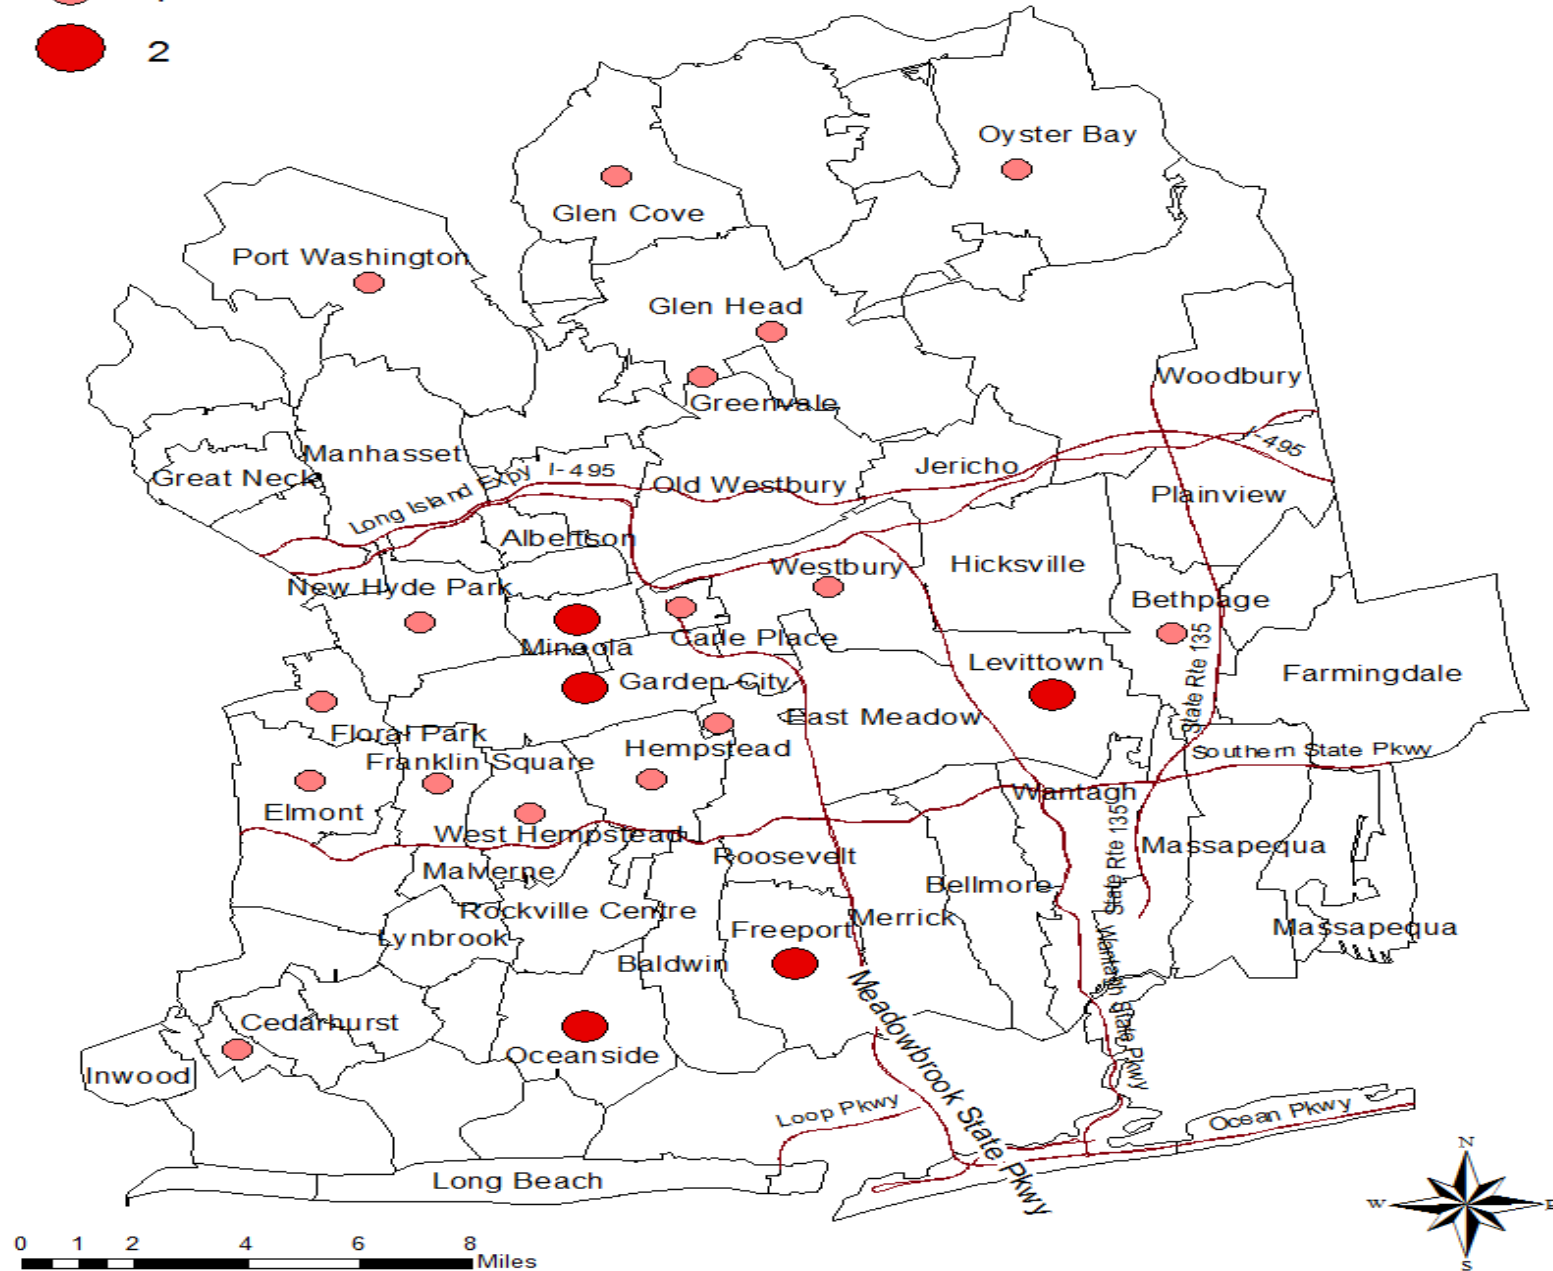 2
Oyster Bay
Glen Cove
Port Washington
Glen Head
Woodbury
Greenvale
I-495
Manhasset
Jericho
Great Neck
I-495
Old Westbury
Plainview
Long Island Expy
Albertson
Hicksville
Westbury
New Hyde Park
Bethpage
Carle Place
Mineola
Levittown
Farmingdale
Garden City
State Rte 135
East Meadow
Floral Park
Hempstead
Southern State Pkwy
Franklin Square
Wantagh
Elmont
West Hempstead
Massapequa
Roosevelt
State Rte 135
Malverne
Bellmore
Rockville Centre
Merrick
Freeport
Massapequa
Lynbrook
Baldwin
Wantagh State Pkwy
Cedarhurst
Oceanside
Inwood
Meadowbrook State Pkwy
Loop Pkwy
Ocean Pkwy
Long Beach
N
W
E
S
0 1 2 4 6 8
Miles